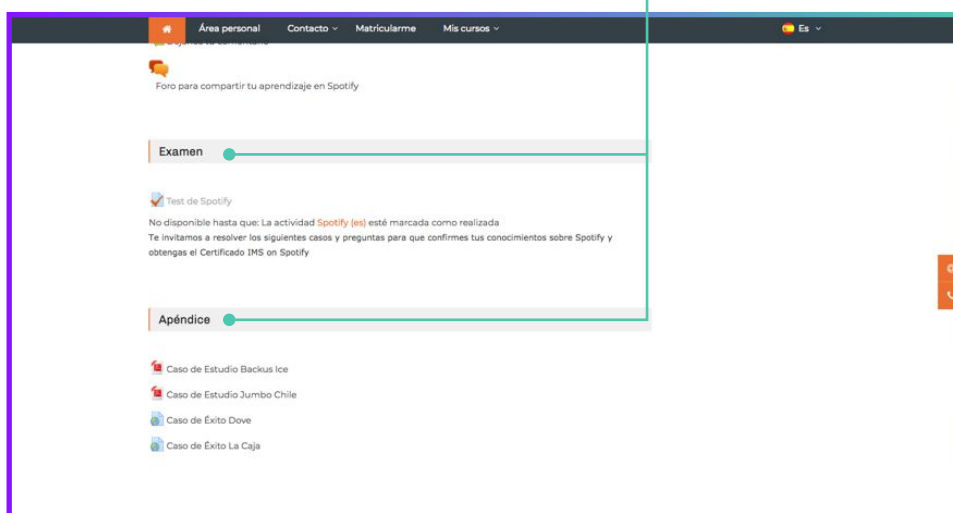 Área personal Contacto Matricularme Mis cursos Es
tu comentario
Foro para compartir tu aprendizaje en Spotify
Examen
Test de Spotify
No disponible hasta que: La actividad Spotify (es) esté marcada como realizada
Te invitamos a resolver los siguientes casos y preguntas para que confirmes tus conocimientos sobre Spotify y
obtengas el Certificado IMS on Spotify
Apéndice
Caso de Estudio Backus Ice
Caso de Estudio Jumbo Chile
Caso de Éxito Dove
Caso de Éxito La Caja